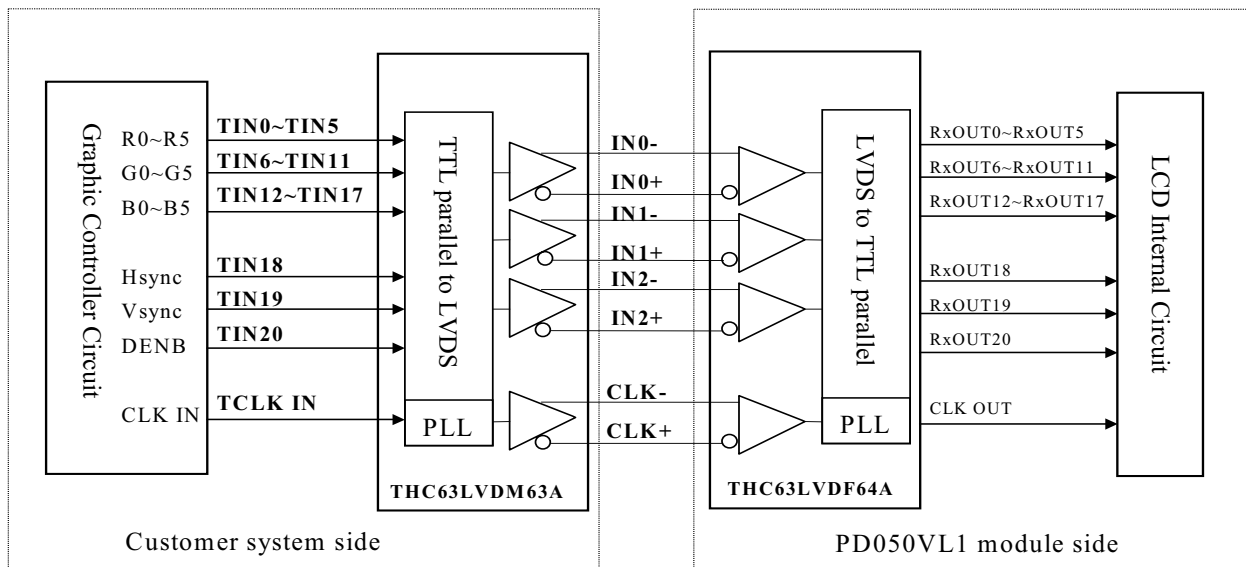 Graphic Controller Circuit
R0~R5
G0~G5
B0~B5
Hsync
Vsync
DENB
CLK IN
TIN0~TIN5
TIN6~TIN11
TIN12~TIN17
TIN18
TIN19
TIN20
TCLK IN
TTL parallel to LVDS
PLL
THC63LVDM63A
Customer system side
IN0-
IN0+
IN1-
IN1+
IN2-
IN2+
CLK-
CLK+
LVDS to TTL parallel
PLL
THC63LVDF64A
RxOUT0~RxOUT5
RxOUT6~RxOUT11
RxOUT12~RxOUT17
RxOUT18
RxOUT19
RxOUT20
CLK OUT
LCD Internal Circuit
PD050VL1 module side